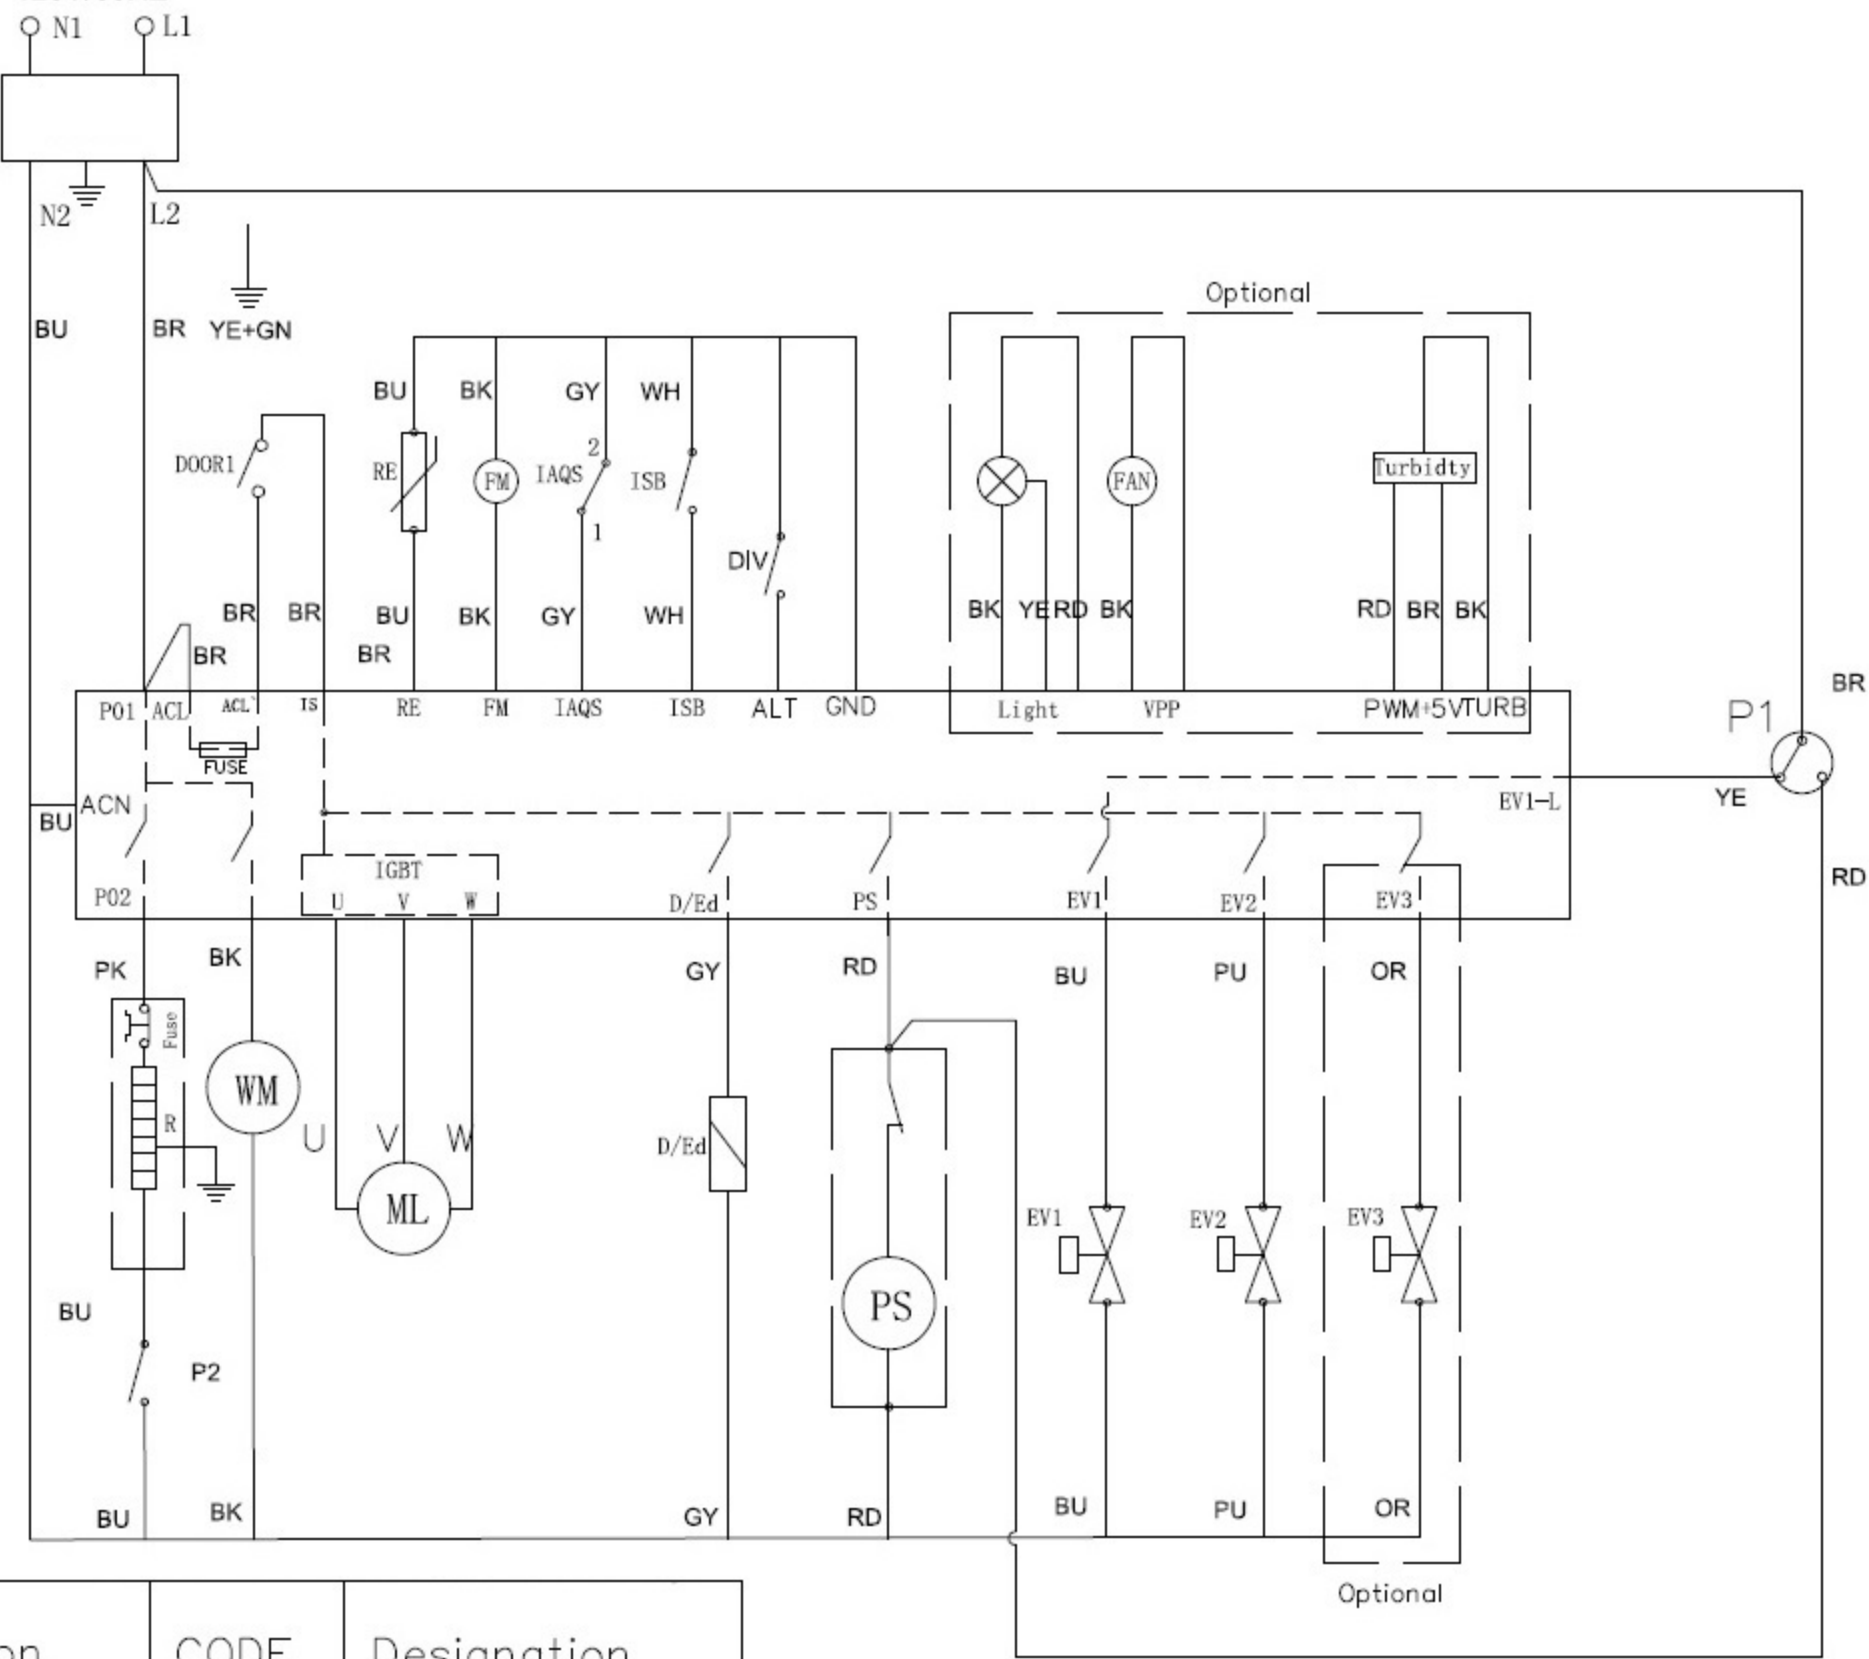 N1 L1
N2 L2
Optional
BU BR YE+GN
BU BK GY WH
2
DOOR1 RE FM IAQS ISB FAN Turbidty
1
DIV
BR BR BU BK GY WH BK YE RD BK RD BR BK
BR BR
BR
P01 ACL ACL` IS RE FM IAQS ISB ALT GND Light VPP PWM +5V TURB
P1
FUSE
ACN EV1-L YE
BU
IGBT
RD
P02 U V W D/Ed PS EV1 EV2 EV3
PK BK GY RD BU PU OR
Fuse
WM
R
U V W D/Ed
ML
EV1 EV2 EV3
BU PS
P2
BU BK GY RD BU PU OR
Optional
on CODE Designation